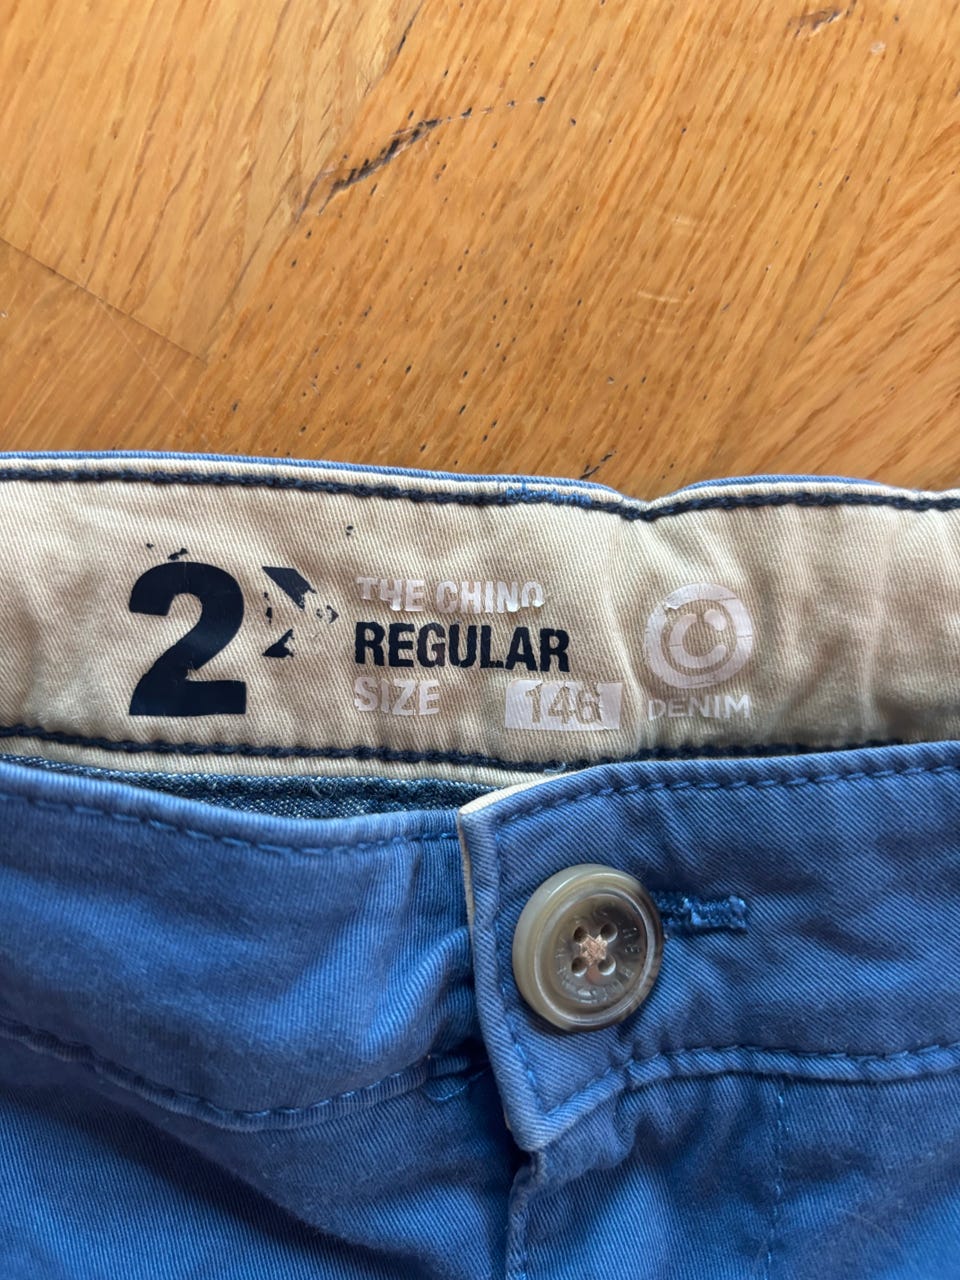 2
THE CHINO
REGULAR
SIZE 146
DENIM